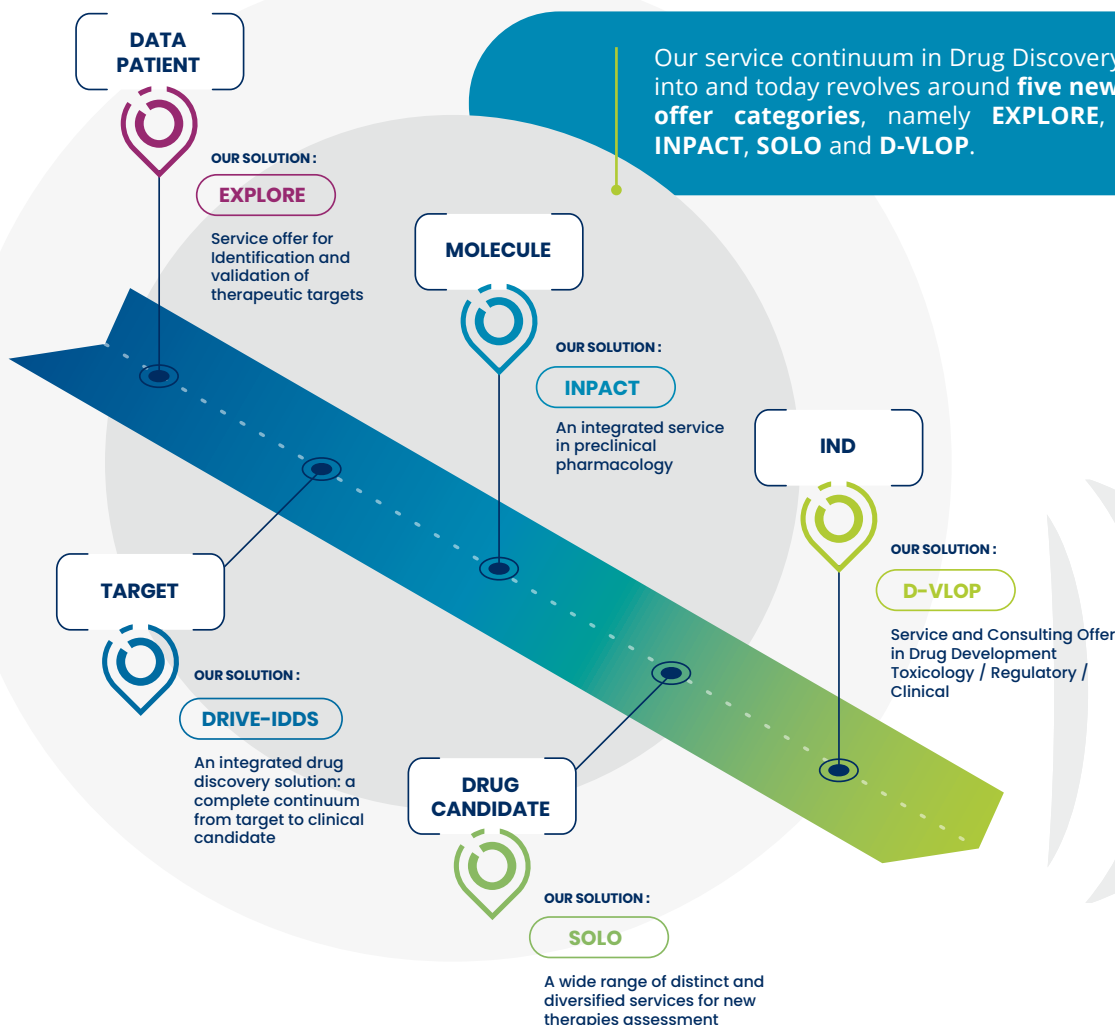 DATA
PATIENT
Our service continuum in Drug Discovery
into and today revolves around five new
offer categories, namely EXPLORE,
INPACT, SOLO and D-VLOP.
OUR SOLUTION :
EXPLORE
Service offer for
Identification and
validation of
therapeutic targets
MOLECULE
OUR SOLUTION :
INPACT
An integrated service
in preclinical
pharmacology
IND
OUR SOLUTION :
D-VLOP
Service and Consulting Offer
in Drug Development
Toxicology / Regulatory /
Clinical
TARGET
OUR SOLUTION :
DRIVE-IDDS
An integrated drug
discovery solution: a
complete continuum
from target to clinical
candidate
DRUG
CANDIDATE
OUR SOLUTION :
SOLO
A wide range of distinct and
diversified services for new
therapies assessment